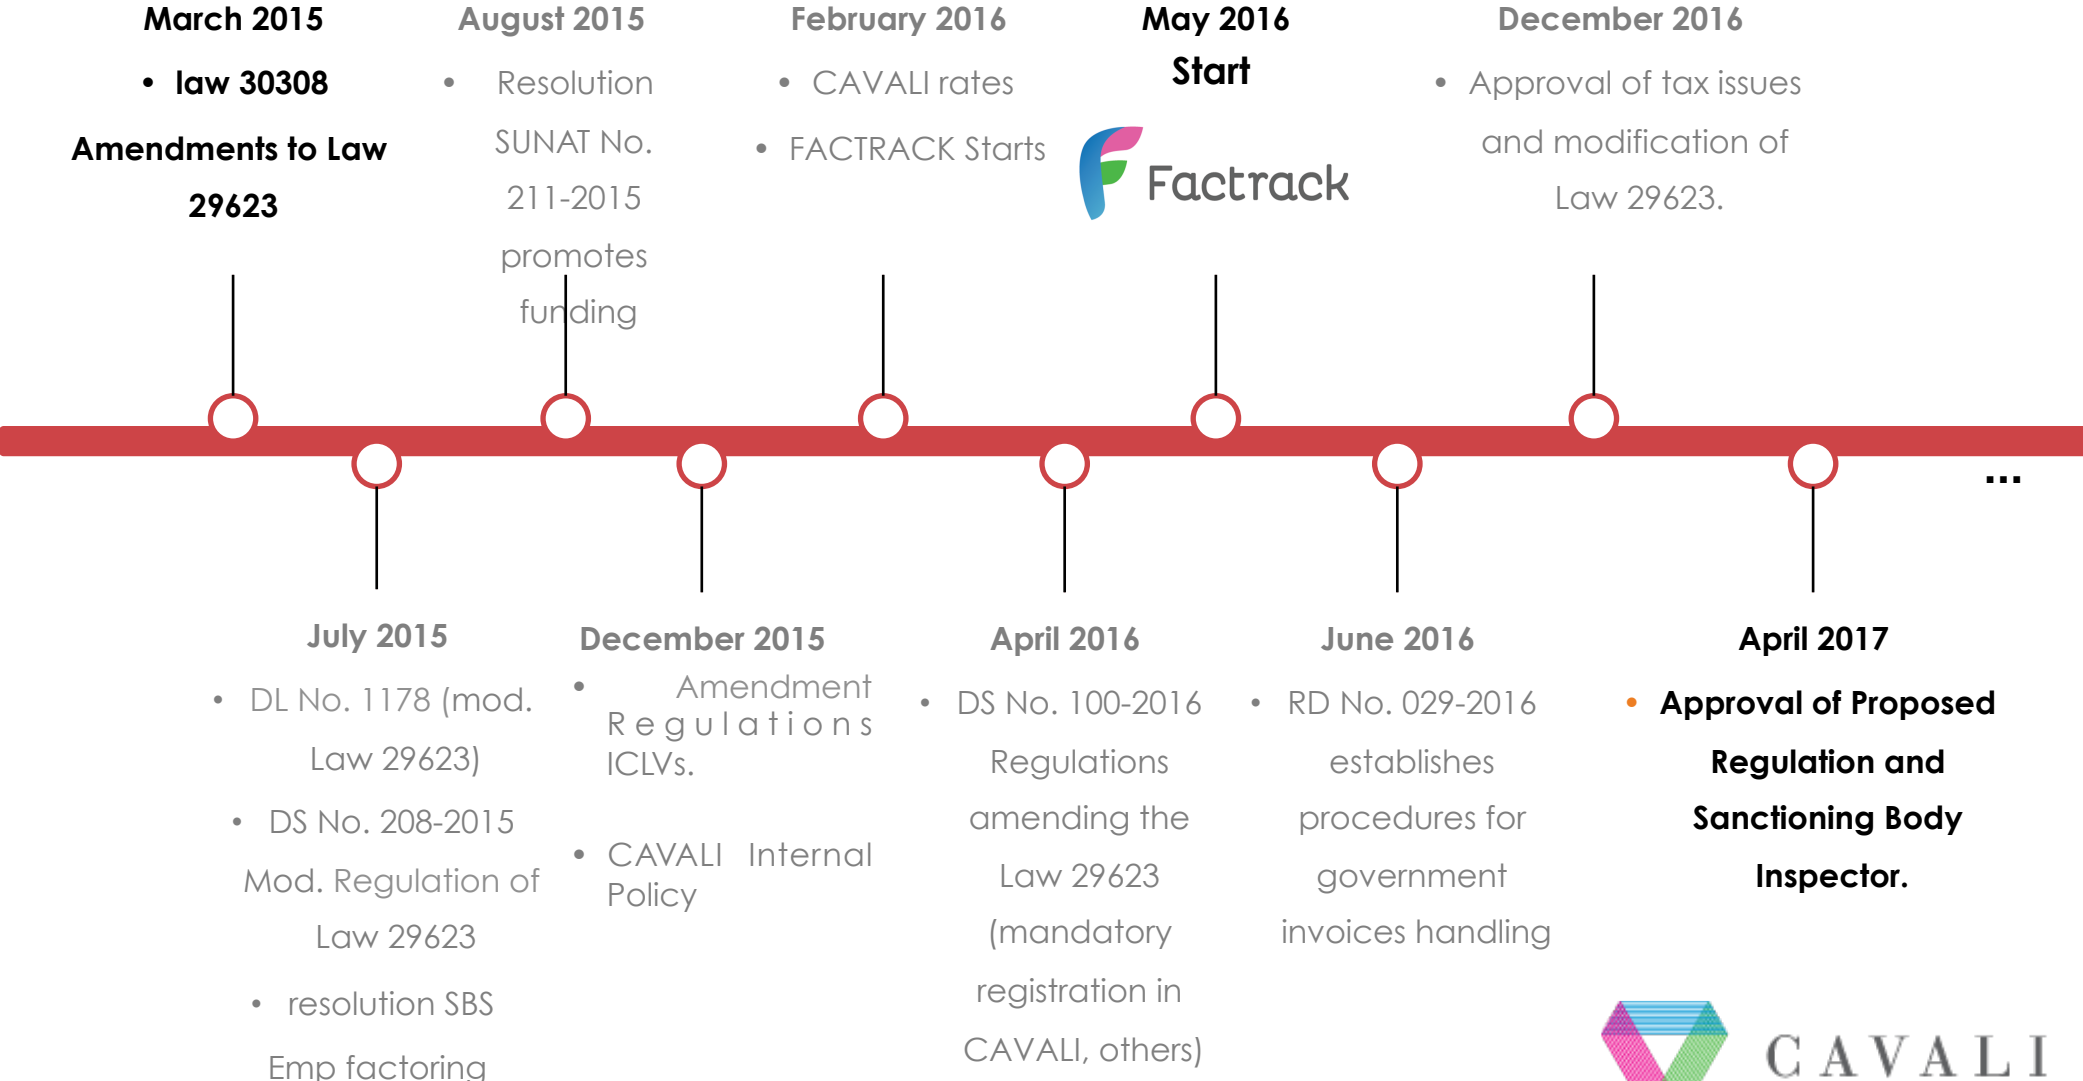 March 2015
• law 30308
Amendments to Law
29623
August 2015
• Resolution
SUNAT No.
211-2015
promotes
funding
February 2016
• CAVALI rates
• FACTRACK Starts
May 2016
Start
Factrack
December 2016
• Approval of tax issues
and modification of
Law 29623.
...
July 2015
• DL No. 1178 (mod.
Law 29623)
• DS No. 208-2015
Mod. Regulation of
Law 29623
• resolution SBS
Emp factoring
December 2015
• Amendment
Regulations
ICLVs.
• CAVALI Internal
Policy
April 2016
• DS No. 100-2016
Regulations
amending the
Law 29623
(mandatory
registration in
CAVALI, others)
June 2016
• RD No. 029-2016
establishes
procedures for
government
invoices handling
April 2017
• Approval of Proposed
Regulation and
Sanctioning Body
Inspector.
CAVALI